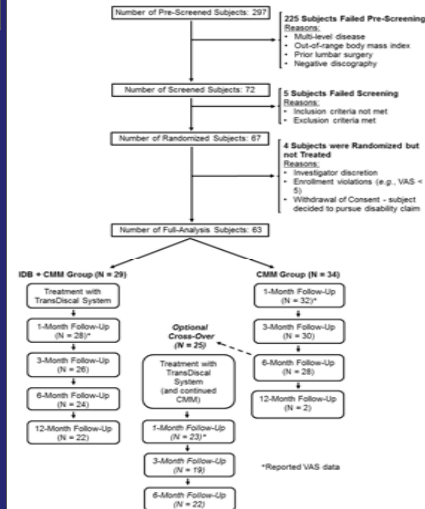 Number of Pre-Screened Subjects: 297
225 Subjects Failed Pre-Screening
Reasons:
• Multi-level disease
• Out-of-range body mass index
• Prior lumbar surgery
• Negative discography
Number of Screened Subjects: 72
5 Subjects Failed Screening
Reasons:
• Inclusion criteria not met
• Exclusion criteria met
Number of Randomized Subjects: 67
4 Subjects were Randomized but
not Treated
Reasons:
• Investigator discretion
• Enrollment violations (e.g., VAS <
5)
• Withdrawal of Consent - subject
decided to pursue disability claim
Number of Full-Analysis Subjects: 63
IDB + CMM Group (N = 29)
Treatment with
TransDiscal System
1-Month Follow-Up
(N = 28)*
3-Month Follow-Up
(N = 26)
6-Month Follow-Up
(N = 24)
12-Month Follow-Up
(N = 22)
Optional
Cross-Over
(N = 25)
Treatment with
TransDiscal
System
(and continued
CMM)
1-Month Follow-Up
(N = 23)*
3-Month Follow-Up
(N = 19)
6-Month Follow-Up
(N = 22)
CMM Group (N = 34)
1-Month Follow-Up
(N = 32)*
3-Month Follow-Up
(N = 30)
6-Month Follow-Up
(N = 28)
12-Month Follow-Up
(N = 2)
*Reported VAS data